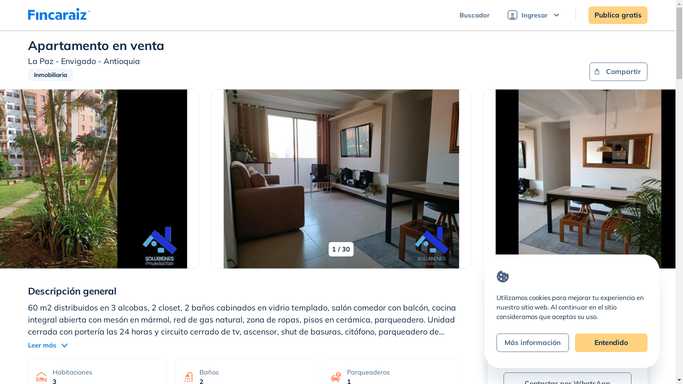 Fincaraiz
Buscador
Ingresar
Publica gratis
Apartamento en venta
La Paz - Envigado - Antioquia
Inmobiliaria
Compartir
SOLUCIONES
SOLUCIONES
1 / 30
Descripción general
60 m2 distribuidos en 3 alcobas, 2 closet, 2 baños cabinados en vidrio templado, salón comedor con balcón, cocina
integral abierta con mesón en mármol, red de gas natural, zona de ropas, pisos en cerámica, parqueadero. Unidad
cerrada con portería las 24 horas y circuito cerrado de tv, ascensor, shut de basuras, citófono, parqueadero de...
Leer más
Habitaciones
3
Baños
2
Parqueaderos
1
Utilizamos cookies para mejorar tu experiencia en
nuestro sitio web. Al continuar en el sitio
consideramos que aceptas su uso.
Más información
Entendido
Contactar por WhatsApp